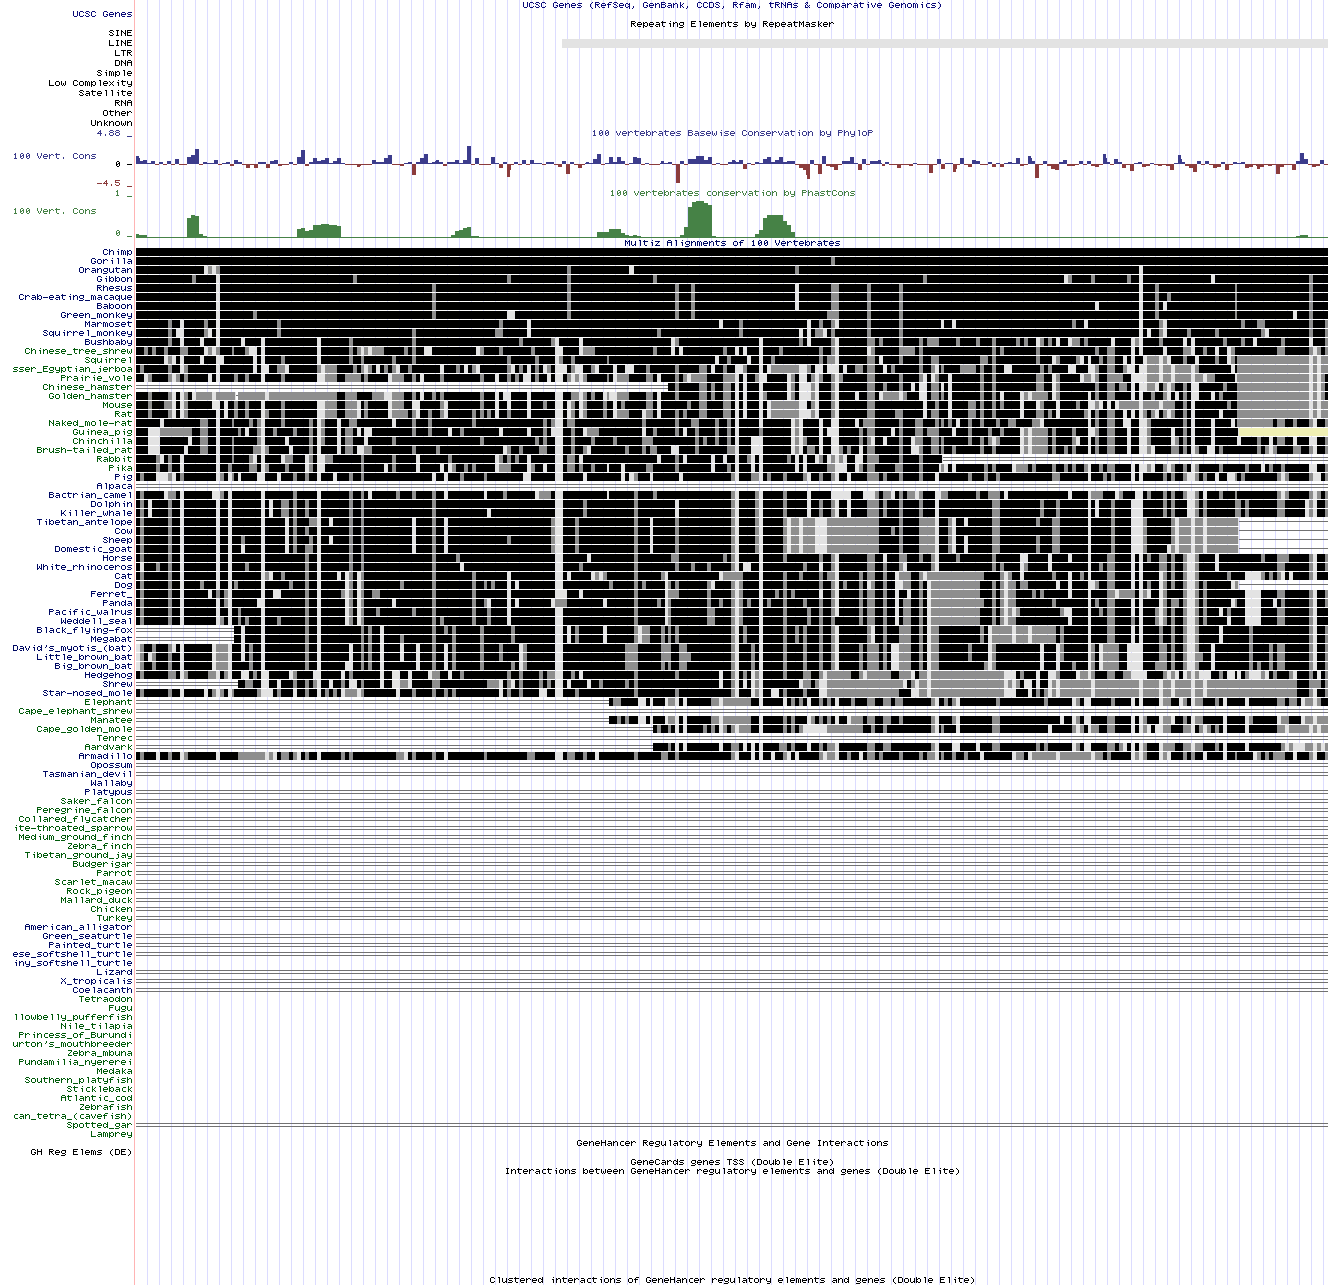 UCSC Genes (RefSeq, GenBank, CCDS, Rfam, tRNAs & Comparative Genomics)
UCSC Genes
Repeating Elements by RepeatMasker
SINE
LINE
LTR
DNA
Simple
Low Complexity
Satellite
RNA
Other
Unknown
100 vertebrates Basewise Conservation by PhyloP
4.88 _
100 Vert. Cons
0 _
-4.5 _
100 vertebrates conservation by PhastCons
1 _
100 Vert. Cons
0 _
Multiz Alignments of 100 Vertebrates
Chimp
Gorilla
Orangutan
Gibbon
Rhesus
Crab-eating_macaque
Baboon
Green_monkey
Marmoset
Squirrel_monkey
Bushbaby
Chinese_tree_shrew
Squirrel
sser_Egyptian_jerboa
Prairie_vole
Chinese_hamster
Golden_hamster
Mouse
Rat
Naked_mole-rat
Guinea_pig
Chinchilla
Brush-tailed_rat
Rabbit
Pika
Pig
Alpaca
Bactrian_camel
Dolphin
Killer_whale
Tibetan_antelope
Cow
Sheep
Domestic_goat
Horse
White_rhinoceros
Cat
Dog
Ferret_
Panda
Pacific_walrus
Weddell_seal
Black_flying-fox
Megabat
David's_myotis_(bat)
Little_brown_bat
Big_brown_bat
Hedgehog
Shrew
Star-nosed_mole
Elephant
Cape_elephant_shrew
Manatee
Cape_golden_mole
Tenrec
Aardvark
Armadillo
Opossum
Tasmanian_devil
Wallaby
Platypus
Saker_falcon
Peregrine_falcon
Collared_flycatcher
ite-throated_sparrow
Medium_ground_finch
Zebra_finch
Tibetan_ground_jay
Budgerigar
Parrot
Scarlet_macaw
Rock_pigeon
Mallard_duck
Chicken
Turkey
American_alligator
Green_seaturtle
Painted_turtle
ese_softshell_turtle
iny_softshell_turtle
Lizard
X_tropicalis
Coelacanth
Tetraodon
Fugu
llowbelly_pufferfish
Nile_tilapia
Princess_of_Burundi
urton's_mouthbreeder
Zebra_mbuna
Pundamilia_nyererei
Medaka
Southern_platyfish
Stickleback
Atlantic_cod
Zebrafish
can_tetra_(cavefish)
Spotted_gar
Lamprey
GeneHancer Regulatory Elements and Gene Interactions
GH Reg Elems (DE)
GeneCards genes TSS (Double Elite)
Interactions between GeneHancer regulatory elements and genes (Double Elite)
Clustered interactions of GeneHancer regulatory elements and genes (Double Elite)